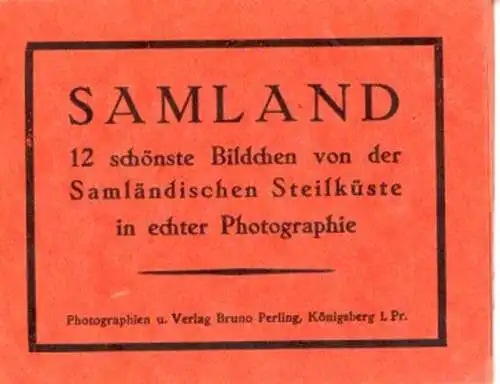 SAMLAND
12 schönste Bildchen von der
Samländischen Steilküste
in echter Photographie
Photographien u. Verlag Bruno Perling, Königsberg i. Pr.